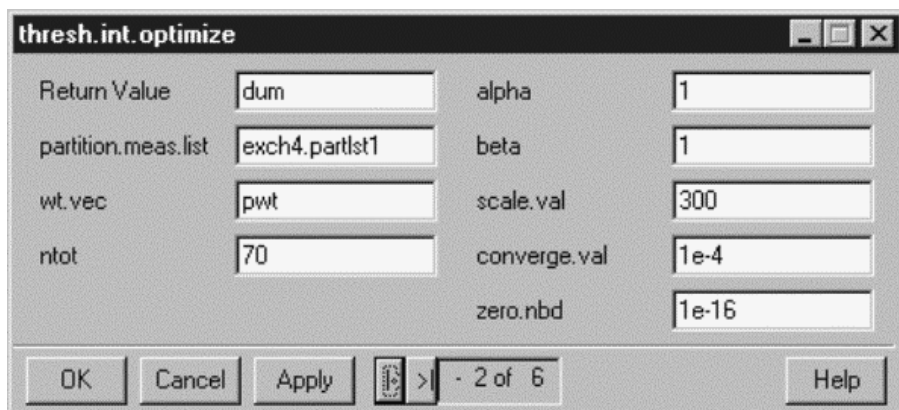 thresh.int.optimize
Return Value dum alpha 1
partition.meas.list exch4.partlst1 beta 1
wt.vec pwt scale.val 300
ntot 70 converge.val 1e-4
zero.nbd 1e-16
OK Cancel Apply >| - 2 of 6 Help